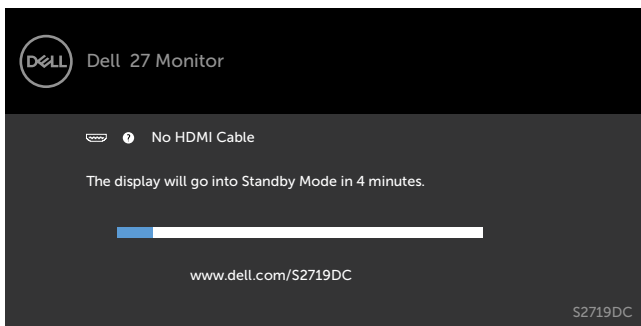 DELL
Dell 27 Monitor
? No HDMI Cable
The display will go into Standby Mode in 4 minutes.
www.dell.com/S2719DC
S2719DC